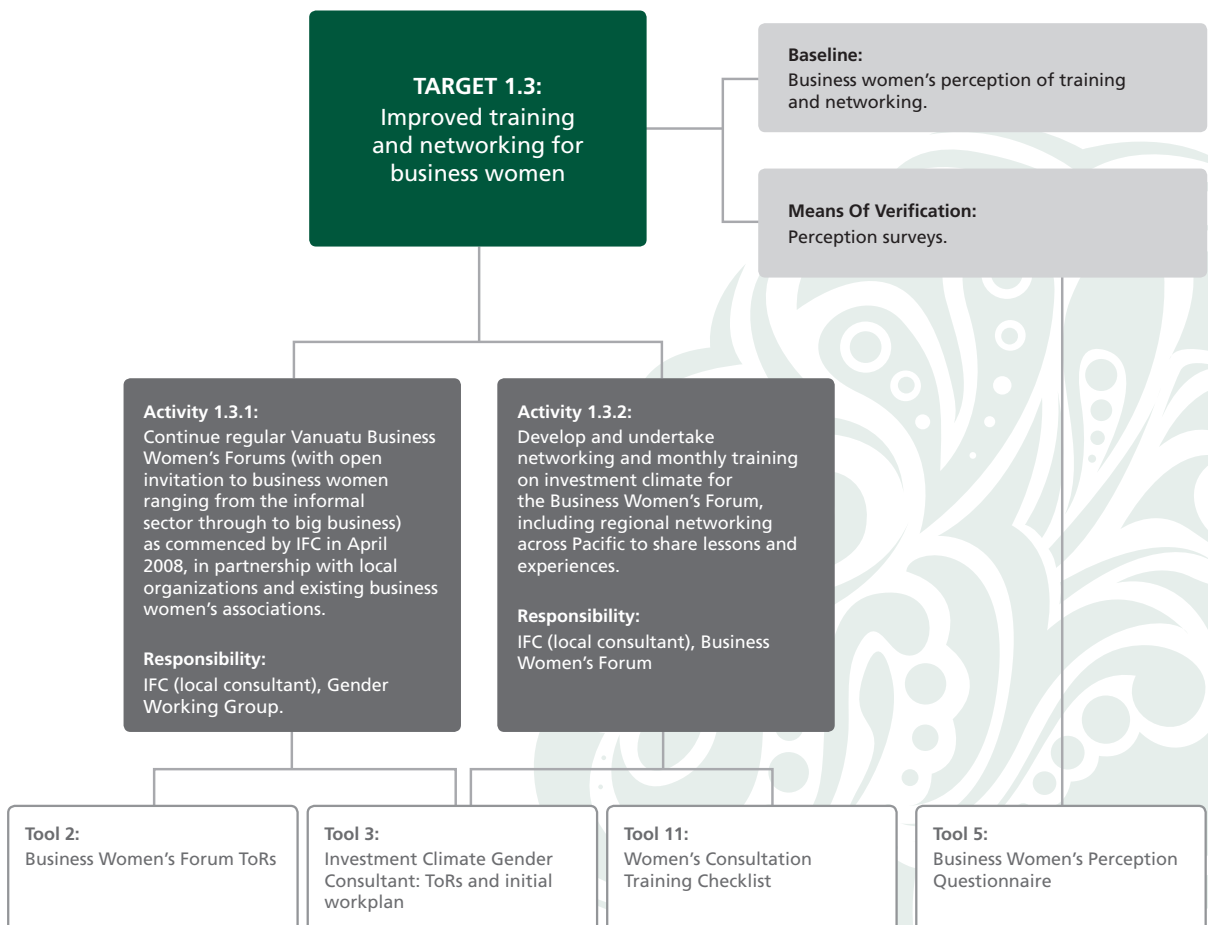 TARGET 1.3:
Improved training
and networking for
business women
Baseline:
Business women's perception of training
and networking.
Means Of Verification:
Perception surveys.
Activity 1.3.1:
Continue regular Vanuatu Business
Women's Forums (with open
invitation to business women
ranging from the informal
sector through to big business)
as commenced by IFC in April
2008, in partnership with local
organizations and existing business
women's associations.
Responsibility:
IFC (local consultant), Gender
Working Group.
Activity 1.3.2:
Develop and undertake
networking and monthly training
on investment climate for
the Business Women's Forum,
including regional networking
across Pacific to share lessons and
experiences.
Responsibility:
IFC (local consultant), Business
Women's Forum
Tool 2:
Business Women's Forum ToRs
Tool 3:
Investment Climate Gender
Consultant: ToRs and initial
workplan
Tool 11:
Women's Consultation
Training Checklist
Tool 5:
Business Women's Perception
Questionnaire